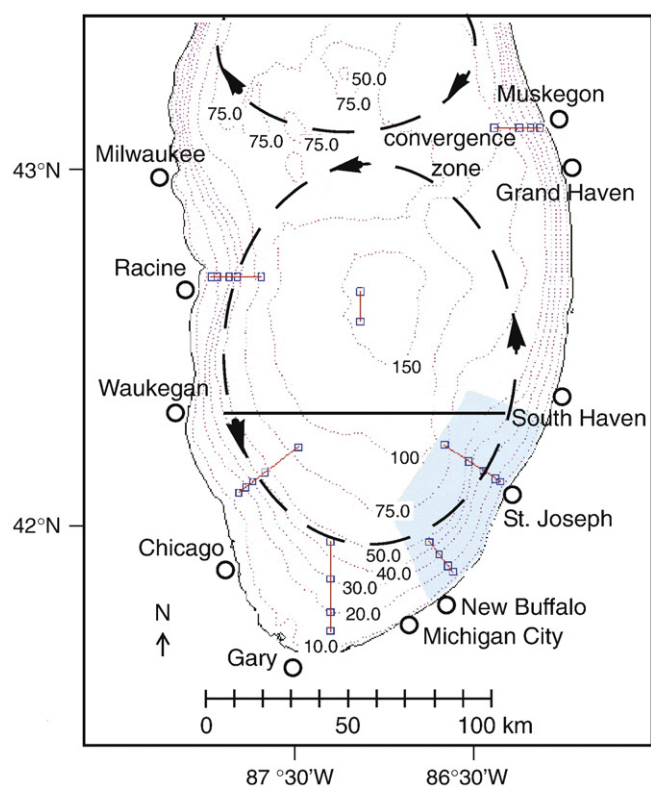 50.0
75.0
75.0
75.0
75.0
Muskegon
convergence
zone
43°N
Milwaukee
Grand Haven
Racine
150
Waukegan
South Haven
100
75.0
St. Joseph
42°N
50.0
Chicago
40.0
30.0
N
20.0
New Buffalo
10.0
Michigan City
Gary
0 50 100 km
87°30'W 86°30'W